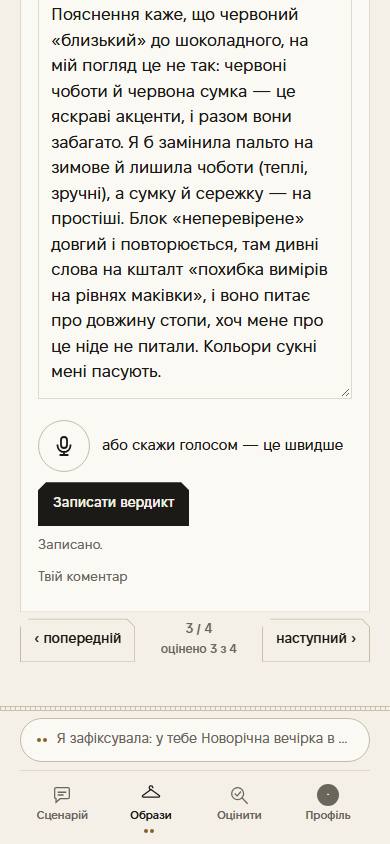 Пояснення каже, що червоний
«близький» до шоколадного, на
мій погляд це не так: червоні
чоботи й червона сумка — це
яскраві акценти, і разом вони
забагато. Я б замінила пальто на
зимове й лишила чоботи (теплі,
зручні), а сумку й сережку — на
простіші. Блок «неперевірене»
довгий і повторюється, там дивні
слова на кшталт «похибка вимірів
на рівнях маківки», і воно питає
про довжину стопи, хоч мене про
це ніде не питали. Кольори сукні
мені пасують.
або скажи голосом — це швидше
Записати вердикт
Записано.
Твій коментар
‹ попередній
3 / 4
оцінено 3 з 4
наступний ›
Я зафіксувала: у тебе Новорічна вечірка в ...
Сценарій
Образи
Оцінити
Профіль